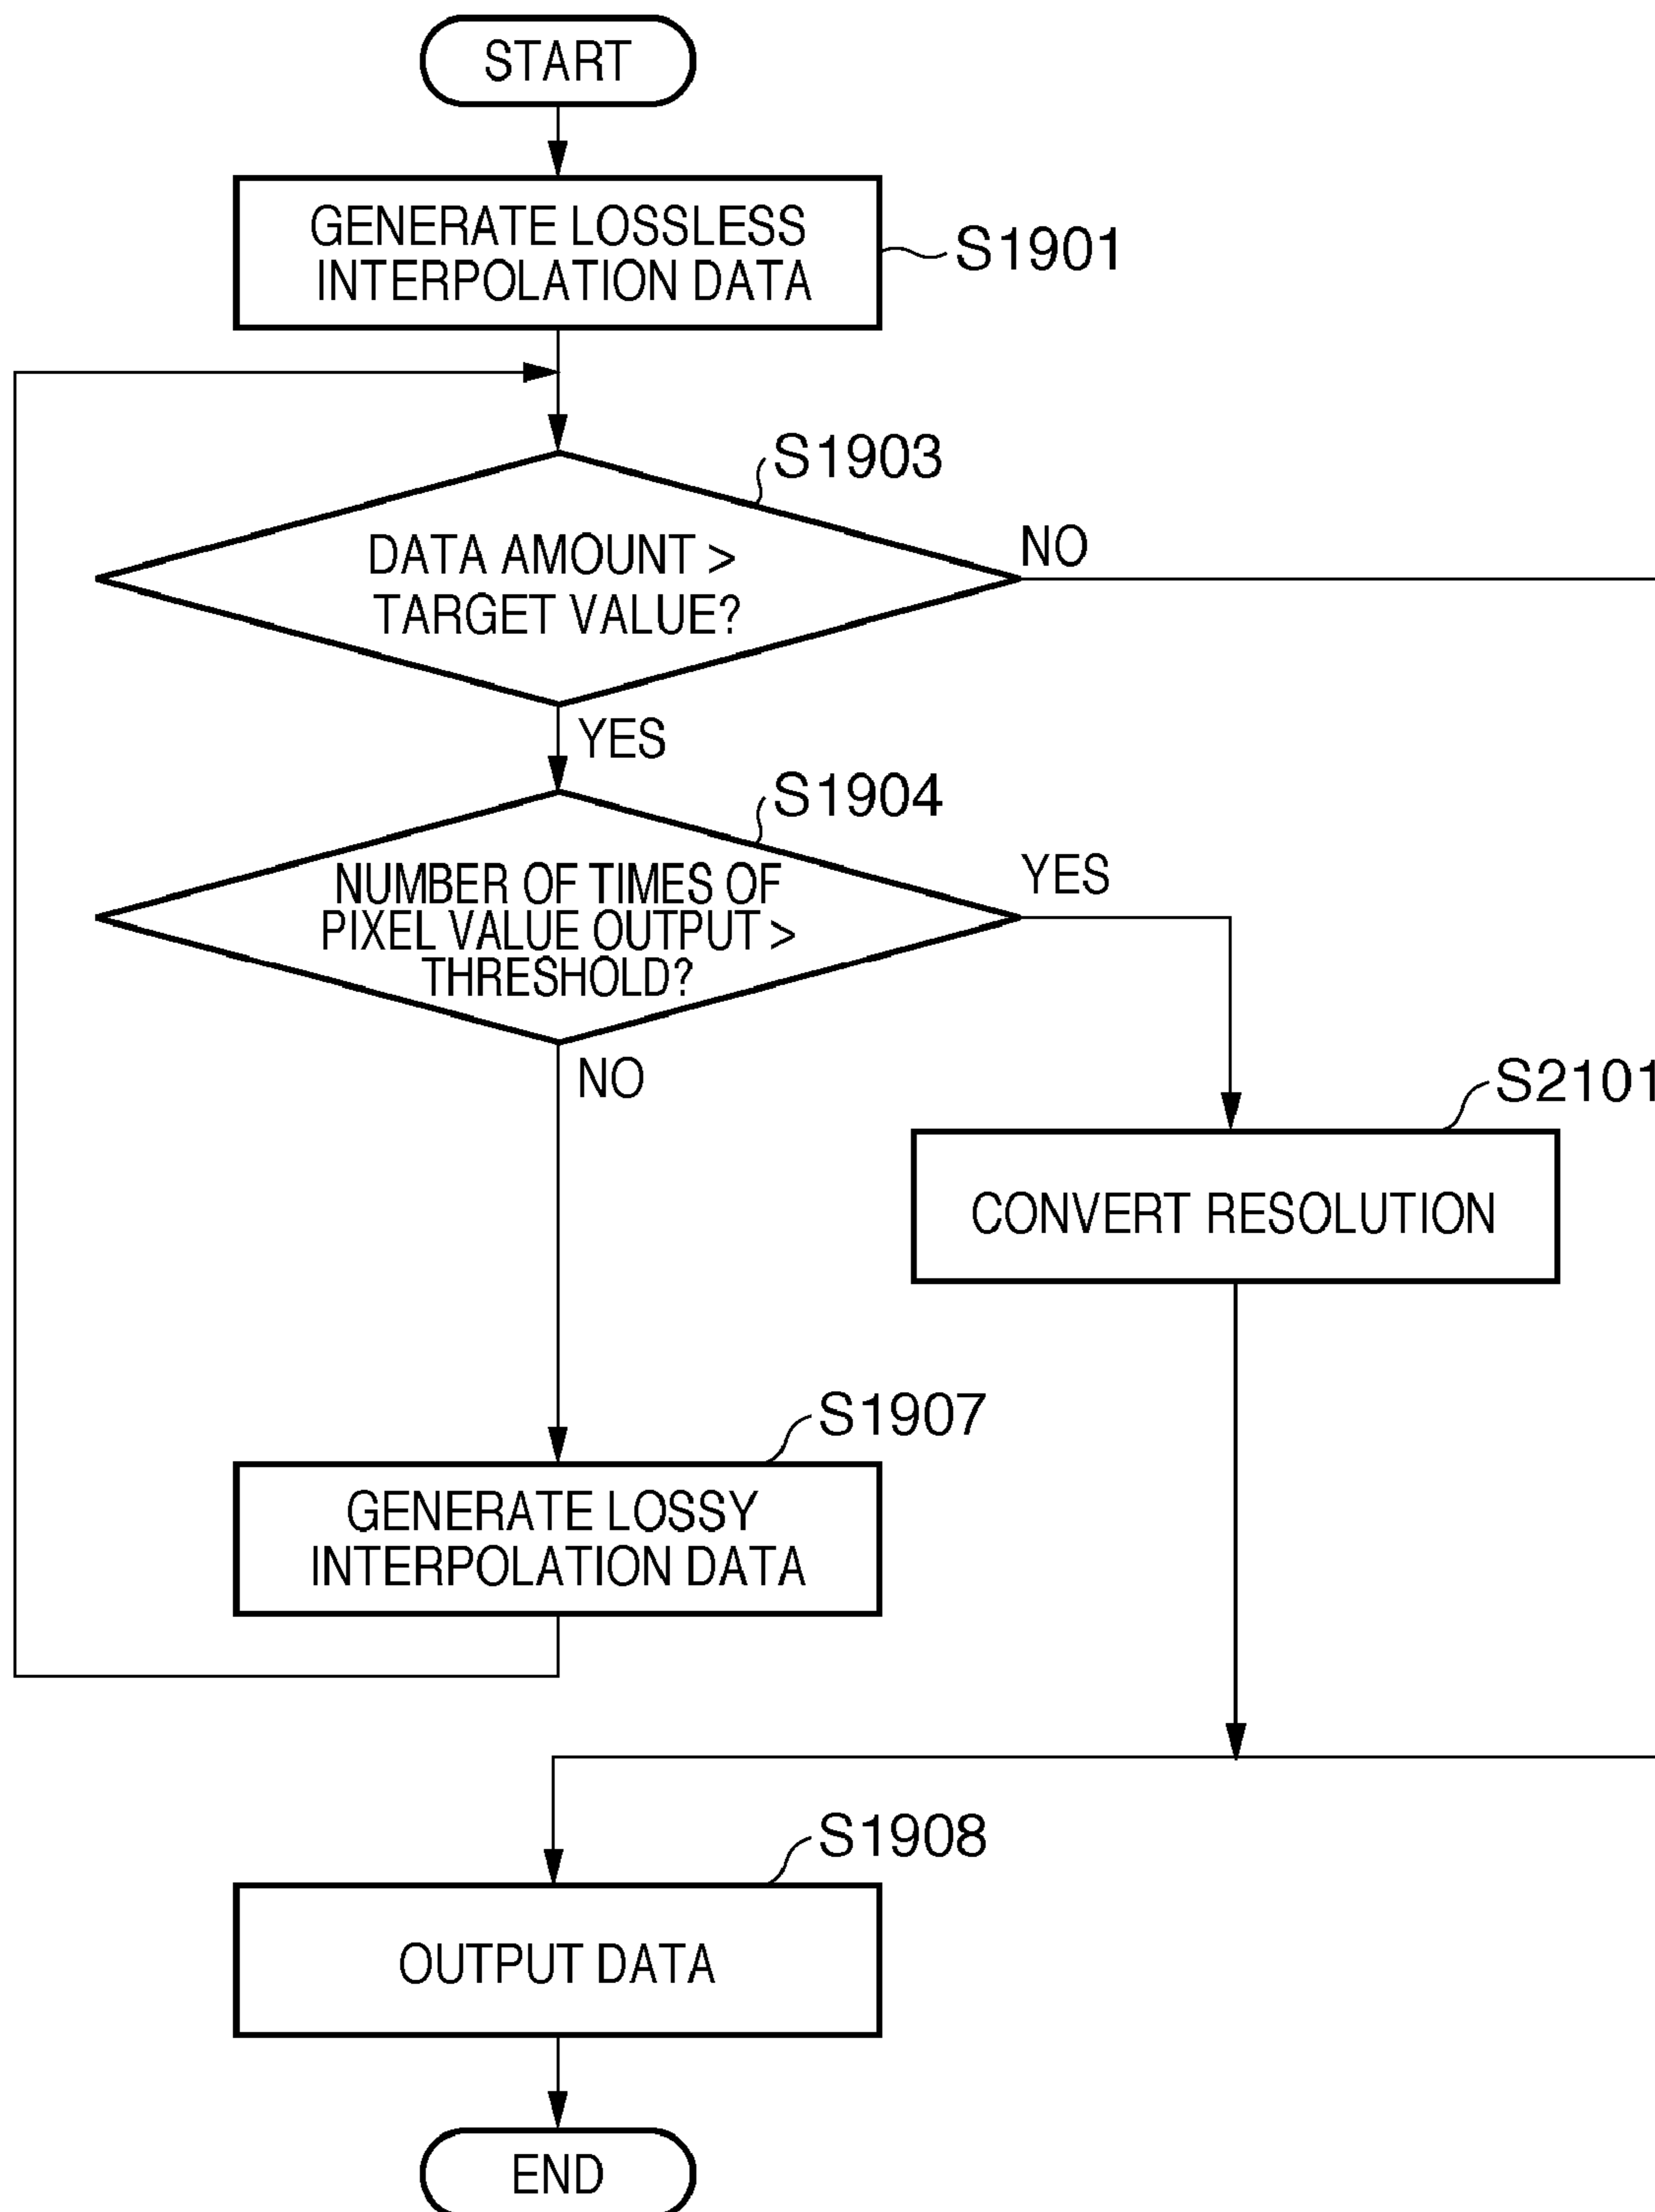 START
GENERATE LOSSLESS
INTERPOLATION DATA
S1901
S1903
DATA AMOUNT >
TARGET VALUE?
NO
YES
S1904
NUMBER OF TIMES OF
PIXEL VALUE OUTPUT >
THRESHOLD?
YES
NO
S2101
CONVERT RESOLUTION
S1907
GENERATE LOSSY
INTERPOLATION DATA
S1908
OUTPUT DATA
END